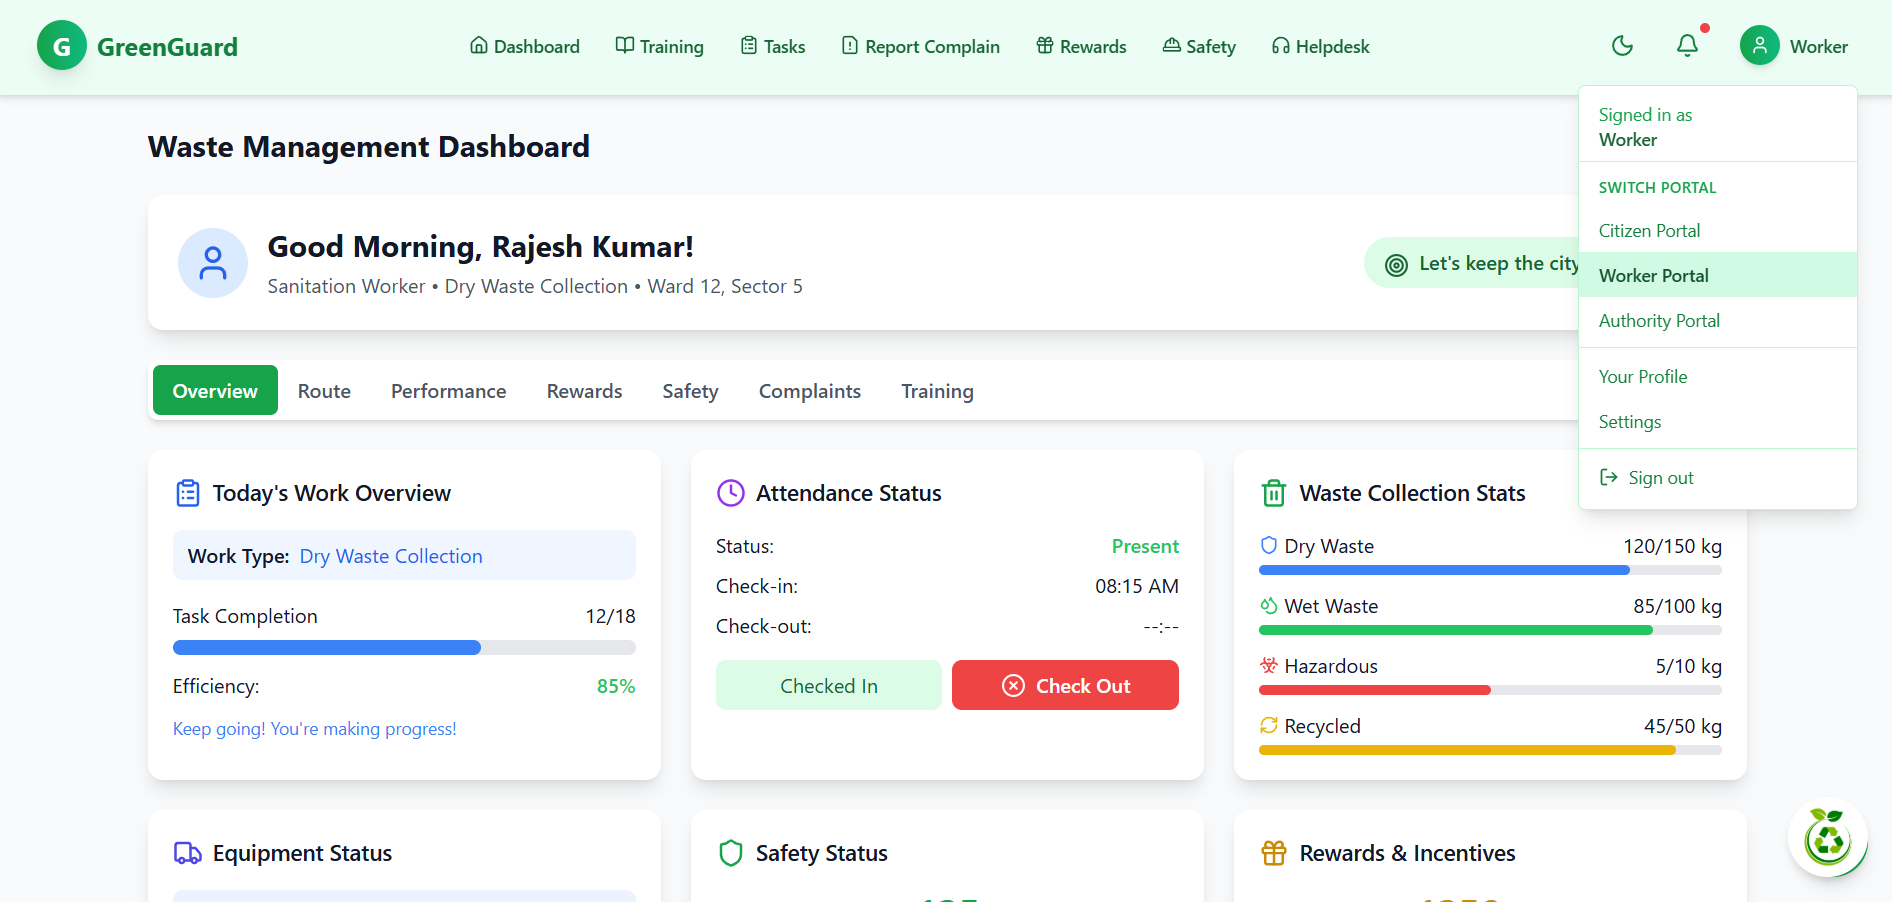 G GreenGuard
Dashboard Training Tasks Report Complain Rewards Safety Helpdesk
Worker
Signed in as
Worker
SWITCH PORTAL
Citizen Portal
Worker Portal
Authority Portal
Your Profile
Settings
Sign out
Waste Management Dashboard
Good Morning, Rajesh Kumar!
Sanitation Worker • Dry Waste Collection • Ward 12, Sector 5
Let's keep the city
Overview Route Performance Rewards Safety Complaints Training
Today's Work Overview
Work Type: Dry Waste Collection
Task Completion 12/18
Efficiency: 85%
Keep going! You're making progress!
Attendance Status
Status: Present
Check-in: 08:15 AM
Check-out: --:--
Checked In Check Out
Waste Collection Stats
Dry Waste 120/150 kg
Wet Waste 85/100 kg
Hazardous 5/10 kg
Recycled 45/50 kg
Equipment Status
Safety Status
Rewards & Incentives